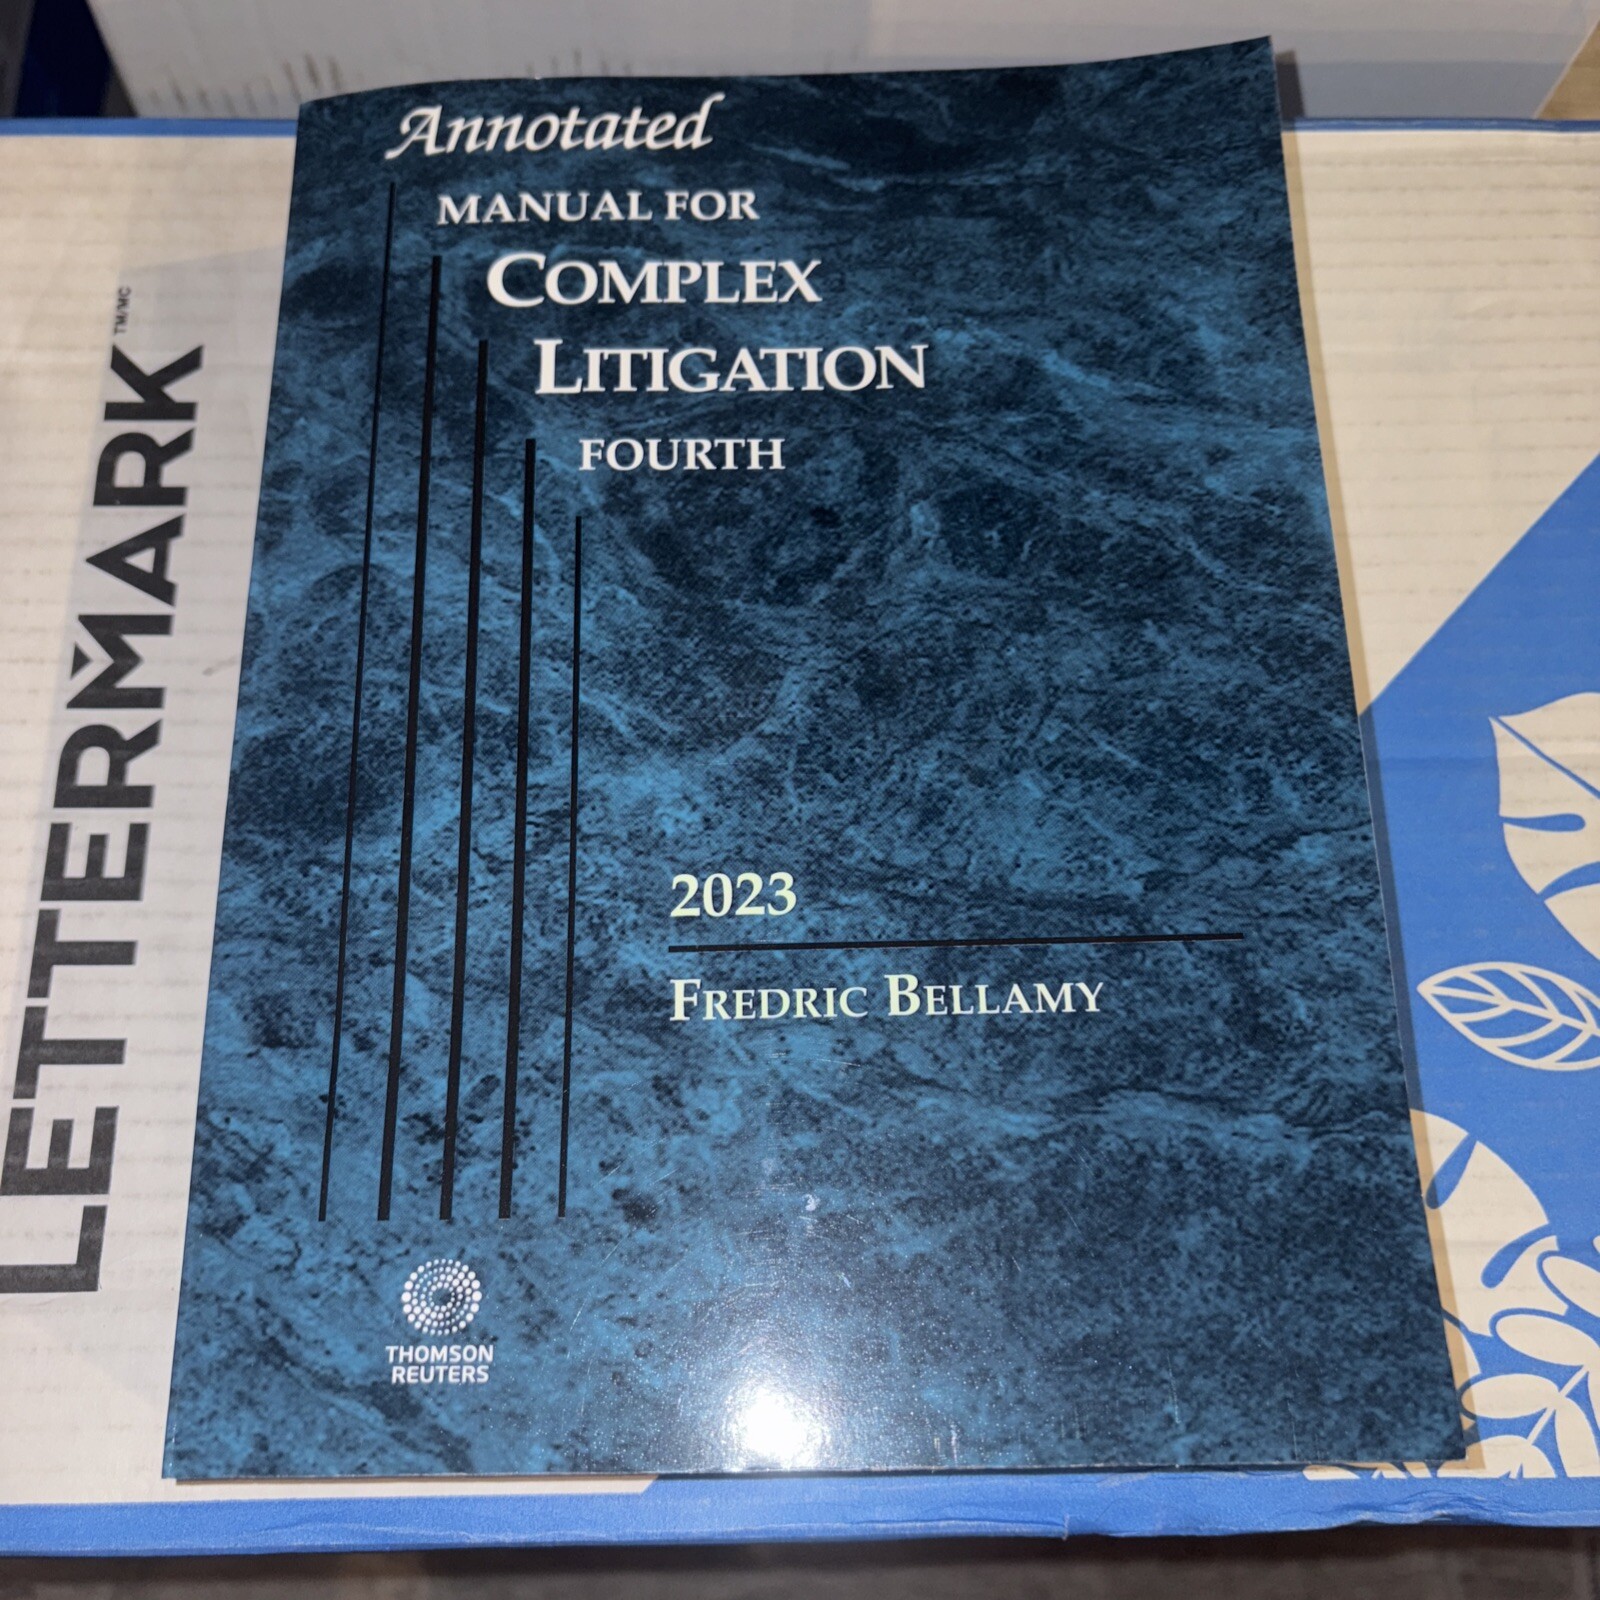 Annotated
MANUAL FOR
COMPLEX
LITIGATION
FOURTH
2023
FREDRIC BELLAMY
THOMSON
REUTERS
LETTERMARK TM/MC